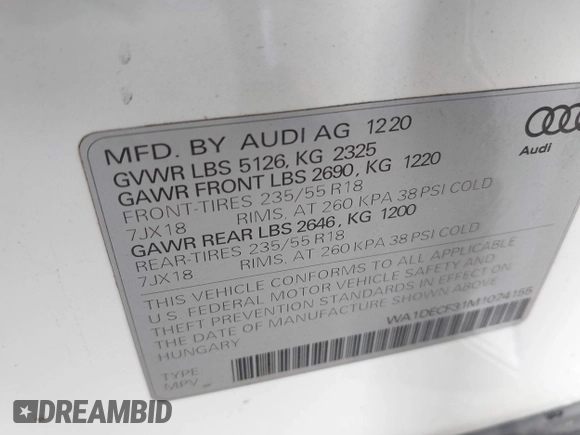 MFD. BY AUDI AG 1220
GVWR LBS 5126, KG 2325
GAWR FRONT LBS 2690, KG 1220
FRONT-TIRES 235/55 R18
7JX18 RIMS, AT 260 KPA 38 PSI COLD
GAWR REAR LBS 2646, KG 1200
REAR-TIRES 235/55 R18
7JX18 RIMS, AT 260 KPA 38 PSI COLD
THIS VEHICLE CONFORMS TO ALL APPLICABLE
U.S FEDERAL MOTOR VEHICLE SAFETY AND
THEFT PREVENTION STANDARDS IN EFFECT ON
THE DATE OF MANUFACTURE SHOWN ABOVE
HUNGARY
WA1DECF31M1074155
TYPE
MPV
Audi
DREAMBID